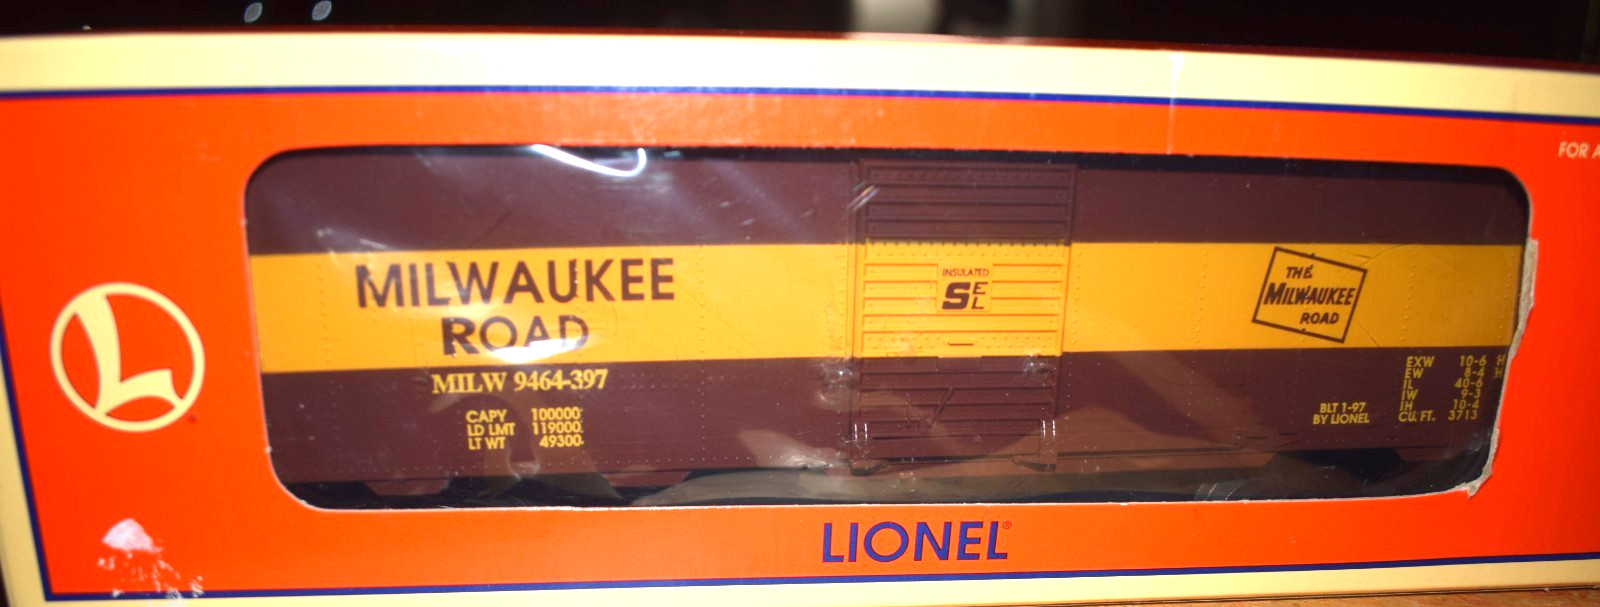 FOR A
MILWAUKEE
ROAD
MILW 9464-397
CAPY 100000
LD LMT 119000
LT WT 49300
INSULATED
SEL
THE
MILWAUKEE
ROAD
BLT 1-97
BY LIONEL
EXW 10-6 H
EW 8-4 H
IL 40-6
IW 9-3
IH 10-4
CU. FT. 3713
L
LIONEL®